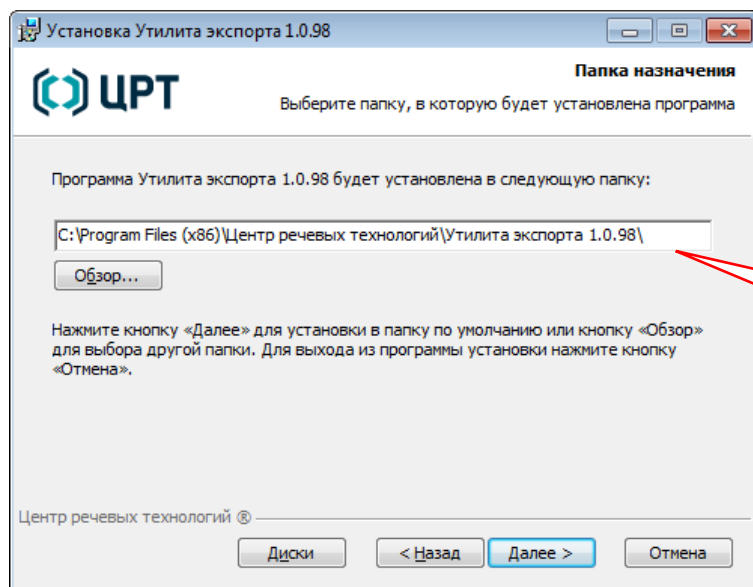 Установка Утилита экспорта 1.0.98
ЦРТ
Папка назначения
Выберите папку, в которую будет установлена программа
Программа Утилита экспорта 1.0.98 будет установлена в следующую папку:
C:\Program Files (x86)\Центр речевых технологий\Утилита экспорта 1.0.98\
Обзор...
Нажмите кнопку «Далее» для установки в папку по умолчанию или кнопку «Обзор»
для выбора другой папки. Для выхода из программы установки нажмите кнопку
«Отмена».
Центр речевых технологий ®
Диски < Назад Далее > Отмена